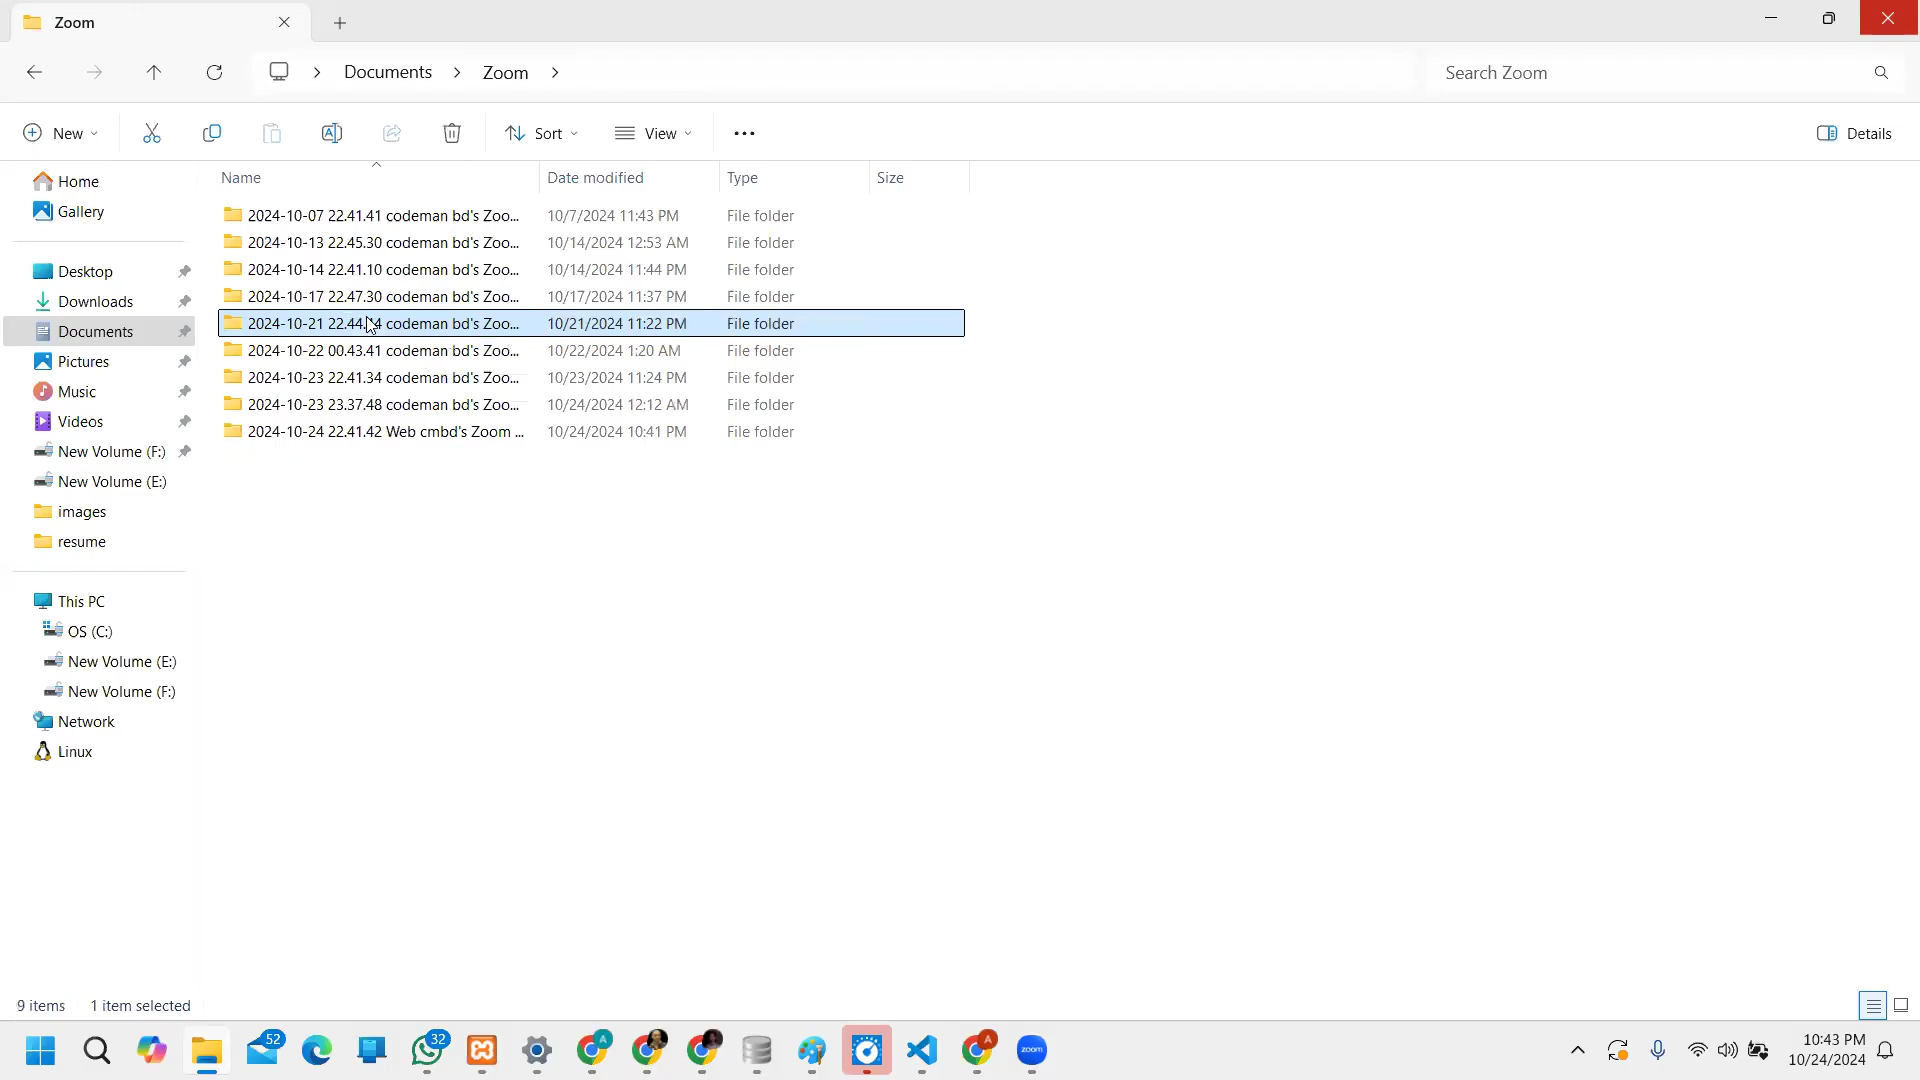 Zoom
Documents
Zoom
Search Zoom
New
Sort
View
Details
Name
Date modified
Type
Size
2024-10-07 22.41.41 codeman bd's Zoo... 10/7/2024 11:43 PM File folder
2024-10-13 22.45.30 codeman bd's Zoo... 10/14/2024 12:53 AM File folder
2024-10-14 22.41.10 codeman bd's Zoo... 10/14/2024 11:44 PM File folder
2024-10-17 22.47.30 codeman bd's Zoo... 10/17/2024 11:37 PM File folder
2024-10-21 codeman bd's Zoo... 10/21/2024 11:22 PM File folder
2024-10-22 00.43.41 codeman bd's Zoo... 10/22/2024 1:20 AM File folder
2024-10-23 22.41.34 codeman bd's Zoo... 10/23/2024 11:24 PM File folder
2024-10-23 23.37.48 codeman bd's Zoo... 10/24/2024 12:12 AM File folder
2024-10-24 22.41.42 Web cmbd's Zoom ... 10/24/2024 10:41 PM File folder
Home
Gallery
Desktop
Downloads
Documents
Pictures
Music
Videos
New Volume (F:)
New Volume (E:)
images
resume
This PC
OS (C:)
New Volume (E:)
New Volume (F:)
Network
Linux
9 items
1 item selected
52
32
A
A
zoom
10:43 PM
10/24/2024